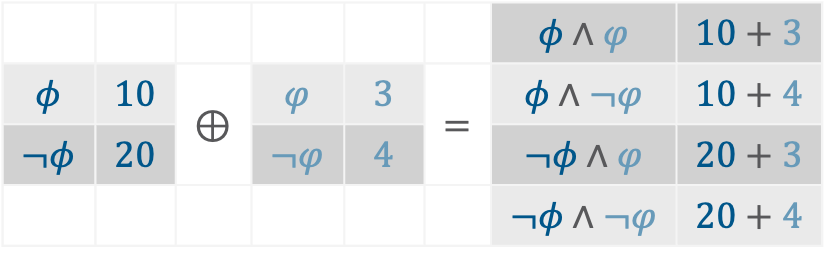 ϕ ∧ φ 10 + 3
ϕ 10 φ 3 ϕ ∧ ¬φ 10 + 4
⊕ =
¬ϕ 20 ¬φ 4 ¬ϕ ∧ φ 20 + 3
¬ϕ ∧ ¬φ 20 + 4